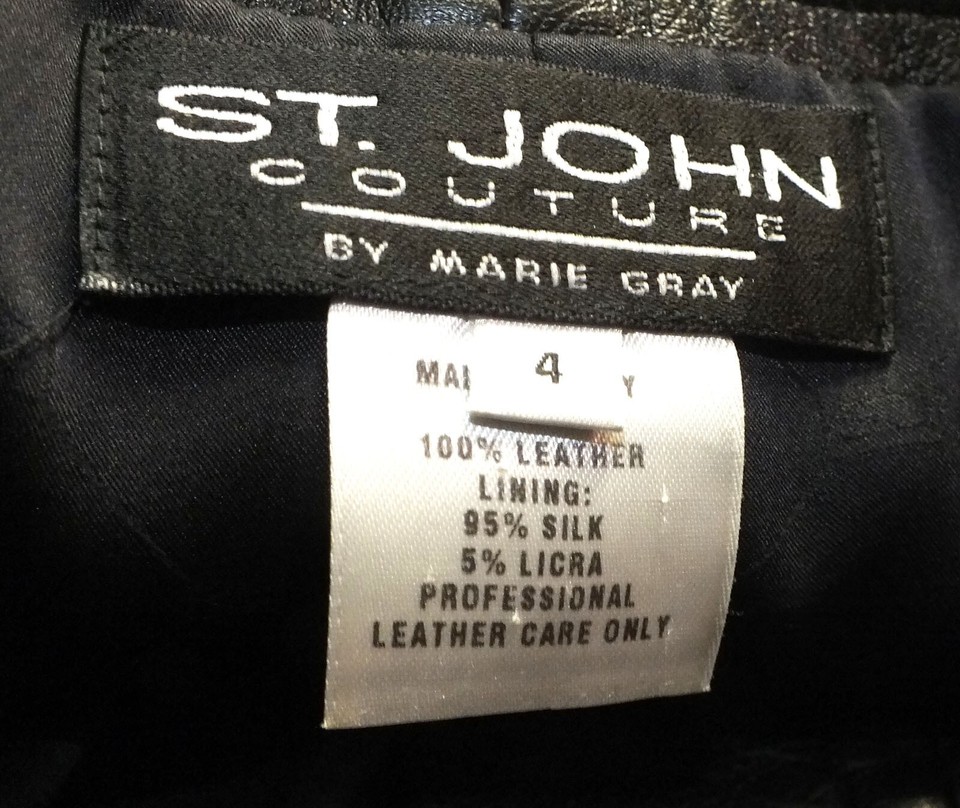 ST. JOHN
COUTURE
BY MARIE GRAY
4
100% LEATHER
LINING:
95% SILK
5% LICRA
PROFESSIONAL
LEATHER CARE ONLY